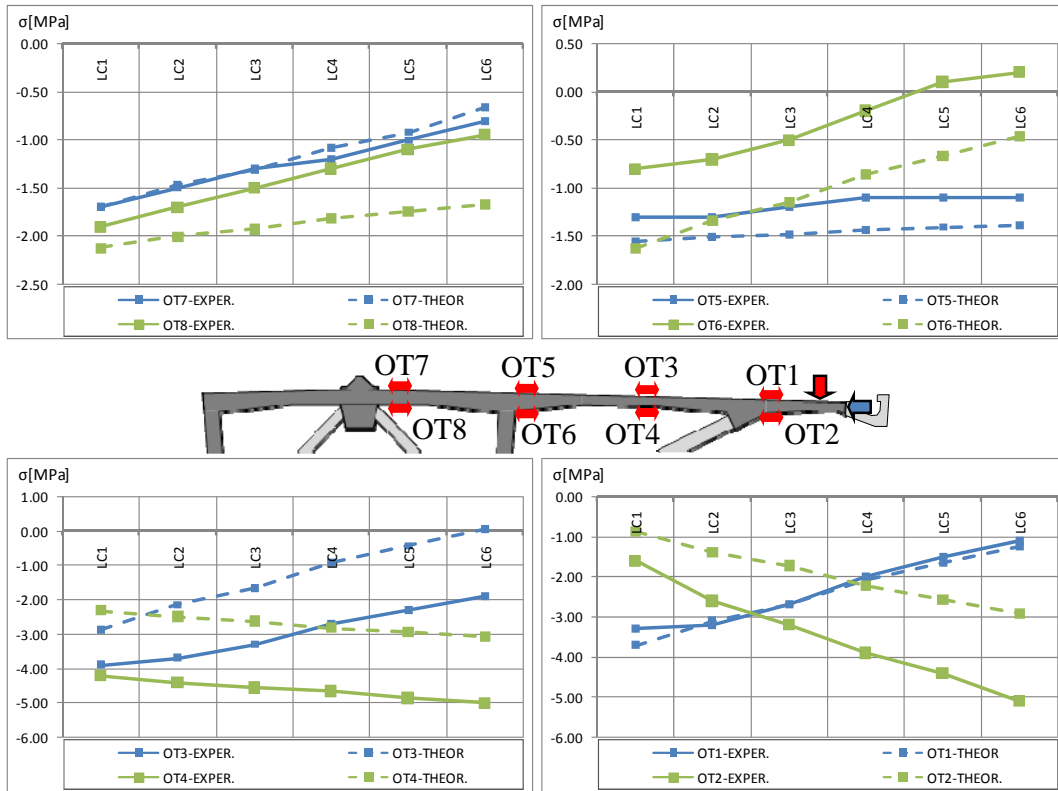 σ[MPa]
0.00
-0.50
-1.00
-1.50
-2.00
-2.50
LC1
LC2
LC3
LC4
LC5
LC6
OT7-EXPER.
OT7-THEOR
OT8-EXPER.
OT8-THEOR.
σ[MPa]
0.50
0.00
-0.50
-1.00
-1.50
-2.00
LC1
LC2
LC3
LC4
LC5
LC6
OT5-EXPER.
OT5-THEOR
OT6-EXPER.
OT6-THEOR.
OT7
OT5
OT3
OT1
OT8
OT6
OT4
OT2
σ[MPa]
1.00
0.00
-1.00
-2.00
-3.00
-4.00
-5.00
-6.00
LC1
LC2
LC3
LC4
LC5
LC6
OT3-EXPER.
OT3-THEOR
OT4-EXPER.
OT4-THEOR.
σ[MPa]
0.00
-1.00
-2.00
-3.00
-4.00
-5.00
-6.00
LC1
LC2
LC3
LC4
LC5
LC6
OT1-EXPER.
OT1-THEOR
OT2-EXPER.
OT2-THEOR.